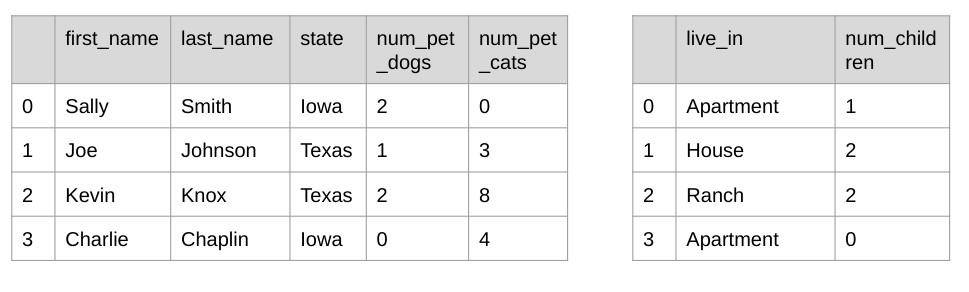 first_name last_name state num_pet_dogs num_pet_cats
0 Sally Smith Iowa 2 0
1 Joe Johnson Texas 1 3
2 Kevin Knox Texas 2 8
3 Charlie Chaplin Iowa 0 4
live_in num_children
0 Apartment 1
1 House 2
2 Ranch 2
3 Apartment 0